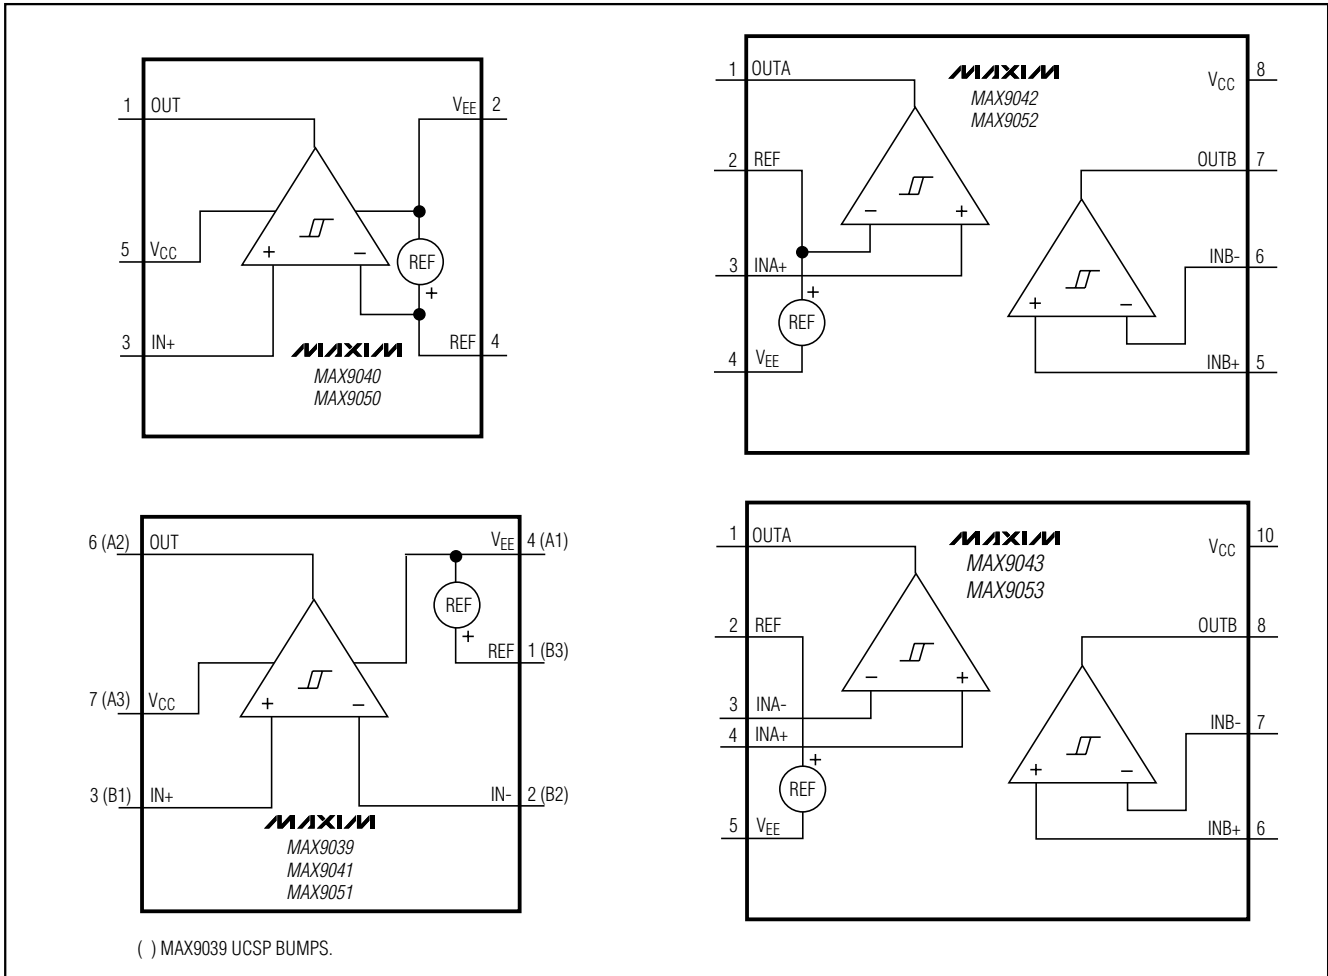 1 OUT
VEE 2
5 VCC
+ −
REF
+
3 IN+
REF 4
MAXIM
MAX9040
MAX9050
1 OUTA
MAXIM
MAX9042
MAX9052
VCC 8
2 REF
OUTB 7
− +
3 INA+
INB- 6
+
REF
+ −
4 VEE
INB+ 5
6 (A2) OUT
VEE 4 (A1)
REF
+
REF 1 (B3)
7 (A3) VCC
+ −
3 (B1) IN+
IN- 2 (B2)
MAXIM
MAX9039
MAX9041
MAX9051
1 OUTA
MAXIM
MAX9043
MAX9053
VCC 10
2 REF
OUTB 8
− +
3 INA-
4 INA+
INB- 7
+
REF
+ −
5 VEE
INB+ 6
( ) MAX9039 UCSP BUMPS.